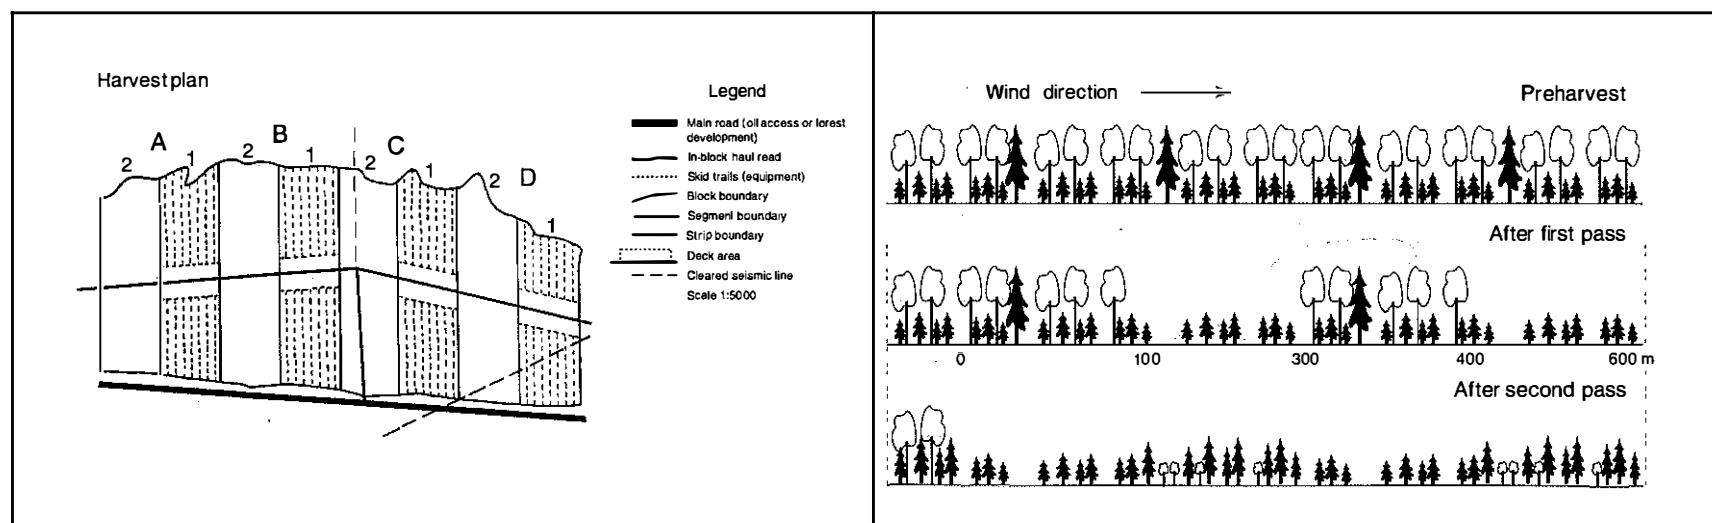 Harvest plan
A
B
C
D
2
1
2
1
2
1
2
1
Legend
Main road (oil access or lorest
development)
In-block haul read
Skid trails (equipment)
Block boundary
Segment boundary
Strip boundary
Deck area
Cleared seismic line
Scale 1:5000
Wind direction
Preharvest
After first pass
0 100 300 400 600 m
After second pass